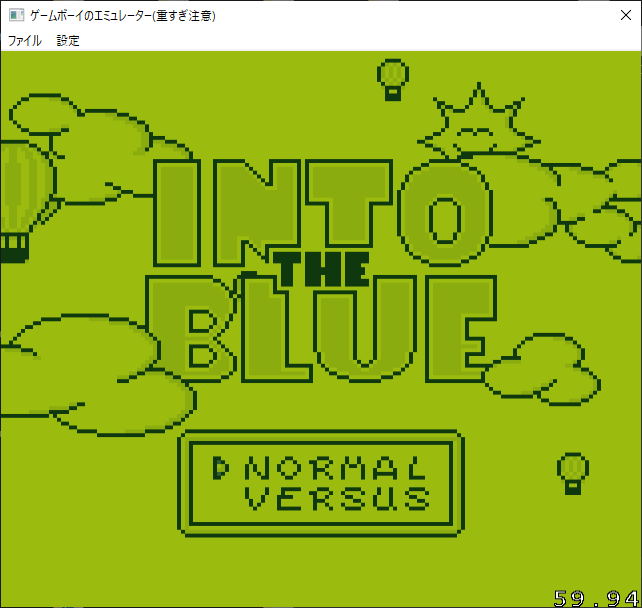 ゲームボーイのエミュレーター(重すぎ注意)
ファイル 設定
INTO
THE
BLUE
NORMAL
VERSUS
59.94